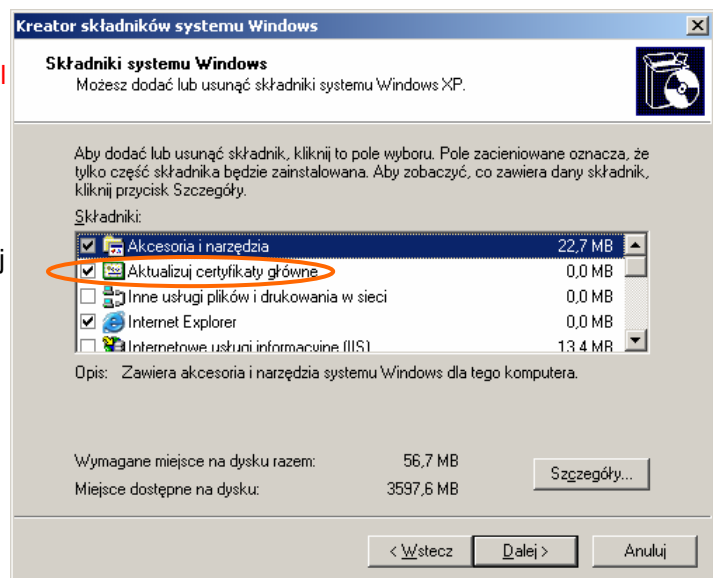 Kreator składników systemu Windows
l
Składniki systemu Windows
Możesz dodać lub usunąć składniki systemu Windows XP.
Aby dodać lub usunąć składnik, kliknij to pole wyboru. Pole zacieniowane oznacza, że
tylko część składnika będzie zainstalowana. Aby zobaczyć, co zawiera dany składnik,
kliknij przycisk Szczegóły.
Składniki:
j
Akcesoria i narzędzia 22,7 MB
Aktualizuj certyfikaty główne 0,0 MB
Inne usługi plików i drukowania w sieci 0,0 MB
Internet Explorer 0,0 MB
Internetowe usługi informacyjne (IIS) 13,4 MB
Opis: Zawiera akcesoria i narzędzia systemu Windows dla tego komputera.
Wymagane miejsce na dysku razem: 56,7 MB
Miejsce dostępne na dysku: 3597,6 MB
Szczegóły...
< Wstecz Dalej > Anuluj